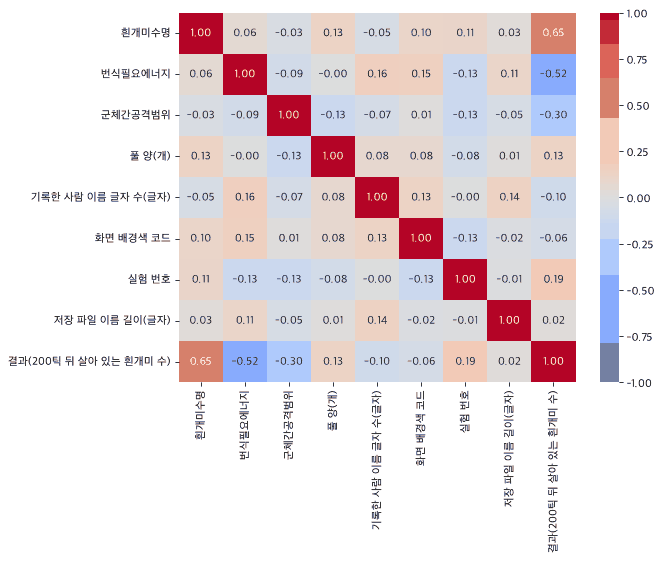 흰개미수명 1.00 0.06 -0.03 0.13 -0.05 0.10 0.11 0.03 0.65
번식필요에너지 0.06 1.00 -0.09 -0.00 0.16 0.15 -0.13 0.11 -0.52
군체간공격범위 -0.03 -0.09 1.00 -0.13 -0.07 0.01 -0.13 -0.05 -0.30
풀 양(개) 0.13 -0.00 -0.13 1.00 0.08 0.08 -0.08 0.01 0.13
기록한 사람 이름 글자 수(글자) -0.05 0.16 -0.07 0.08 1.00 0.13 -0.00 0.14 -0.10
화면 배경색 코드 0.10 0.15 0.01 0.08 0.13 1.00 -0.13 -0.02 -0.06
실험 번호 0.11 -0.13 -0.13 -0.08 -0.00 -0.13 1.00 -0.01 0.19
저장 파일 이름 길이(글자) 0.03 0.11 -0.05 0.01 0.14 -0.02 -0.01 1.00 0.02
결과(200틱 뒤 살아 있는 흰개미 수) 0.65 -0.52 -0.30 0.13 -0.10 -0.06 0.19 0.02 1.00
흰개미수명
번식필요에너지
군체간공격범위
풀 양(개)
기록한 사람 이름 글자 수(글자)
화면 배경색 코드
실험 번호
저장 파일 이름 길이(글자)
결과(200틱 뒤 살아 있는 흰개미 수)
1.00
0.75
0.50
0.25
0.00
-0.25
-0.50
-0.75
-1.00